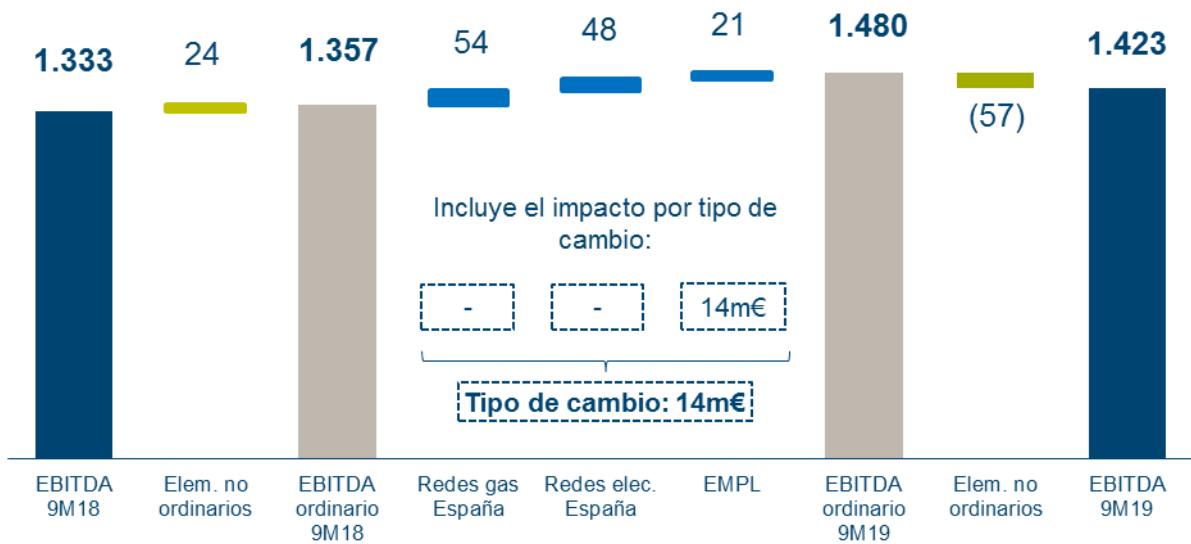 1.333
24
1.357
54
48
21
1.480
(57)
1.423
Incluye el impacto por tipo de
cambio:
-
-
14m€
Tipo de cambio: 14m€
EBITDA
9M18
Elem. no
ordinarios
EBITDA
ordinario
9M18
Redes gas
España
Redes elec.
España
EMPL
EBITDA
ordinario
9M19
Elem. no
ordinarios
EBITDA
9M19